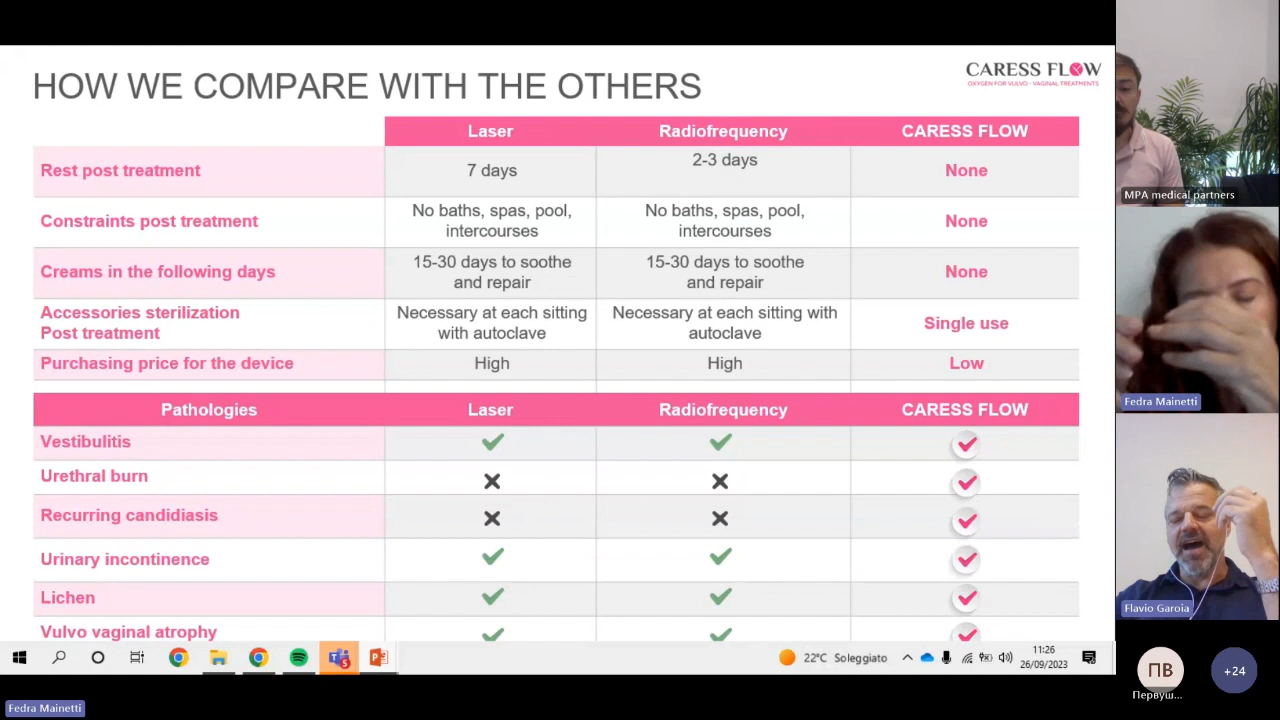 HOW WE COMPARE WITH THE OTHERS
CARESS FLOW
OXYGEN FOR VULVO - VAGINAL TREATMENTS
Laser Radiofrequency CARESS FLOW
Rest post treatment 7 days 2-3 days None
Constraints post treatment No baths, spas, pool, intercourses No baths, spas, pool, intercourses None
Creams in the following days 15-30 days to soothe and repair 15-30 days to soothe and repair None
Accessories sterilization Post treatment Necessary at each sitting with autoclave Necessary at each sitting with autoclave Single use
Purchasing price for the device High High Low
Pathologies Laser Radiofrequency CARESS FLOW
Vestibulitis
Urethral burn
Recurring candidiasis
Urinary incontinence
Lichen
Vulvo vaginal atrophy
22°C Soleggiato
11:26
26/09/2023
MPA medical partners
Fedra Mainetti
Flavio Garoia
ПВ
Первуш...
+24
Fedra Mainetti